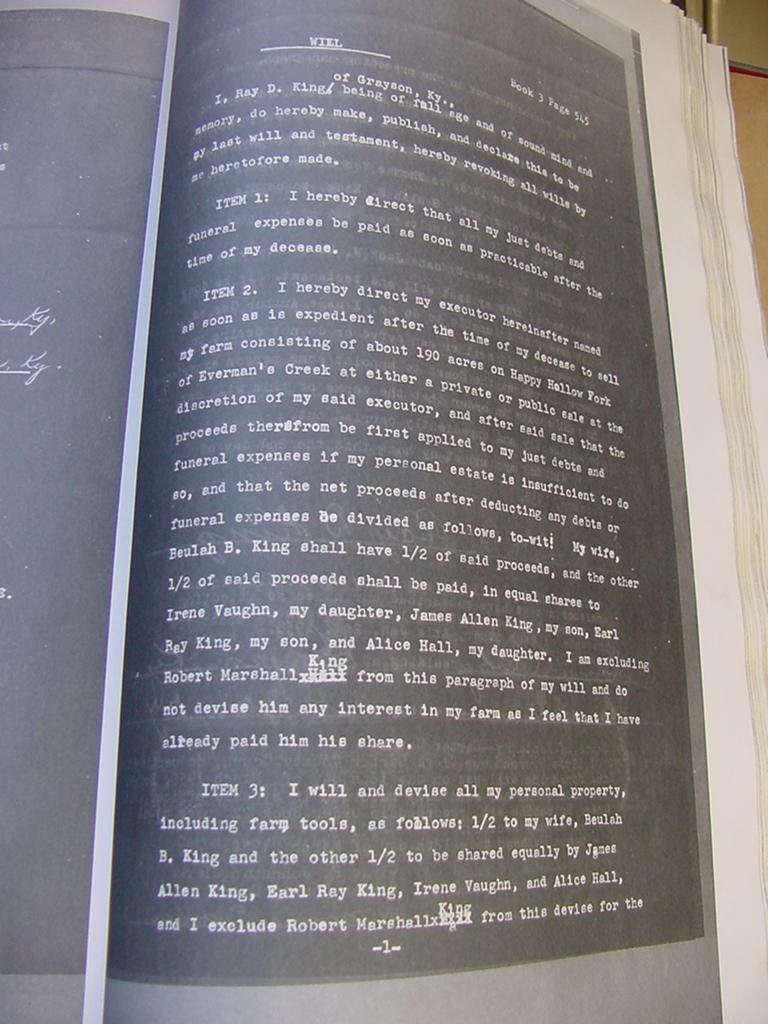 WILL
Book 3 Page 545
of Grayson, Ky.,
I, Ray D. King, being of full age and of sound mind and
memory, do hereby make, publish, and declare this to be
my last will and testament, hereby revoking all wills by
me heretofore made.
ITEM 1: I hereby direct that all my just debts and
funeral expenses be paid as soon as practicable after the
time of my decease.
ITEM 2. I hereby direct my executor hereinafter named
as soon as is expedient after the time of my decease to sell
my farm consisting of about 190 acres on Happy Hollow Fork
of Everman's Creek at either a private or public sale at the
discretion of my said executor, and after said sale that the
proceeds therefrom be first applied to my just debts and
funeral expenses if my personal estate is insufficient to do
so, and that the net proceeds after deducting any debts or
funeral expenses be divided as follows, to-wit: My wife,
Beulah B. King shall have 1/2 of said proceeds, and the other
1/2 of said proceeds shall be paid, in equal shares to
Irene Vaughn, my daughter, James Allen King, my son, Earl
Ray King, my son, and Alice Hall, my daughter. I am excluding
King
Robert Marshall from this paragraph of my will and do
not devise him any interest in my farm as I feel that I have
already paid him his share.
ITEM 3: I will and devise all my personal property,
including farm tools, as follows: 1/2 to my wife, Beulah
B. King and the other 1/2 to be shared equally by James
Allen King, Earl Ray King, Irene Vaughn, and Alice Hall,
King
and I exclude Robert Marshall from this devise for the
-1-
Ky.
Ky.